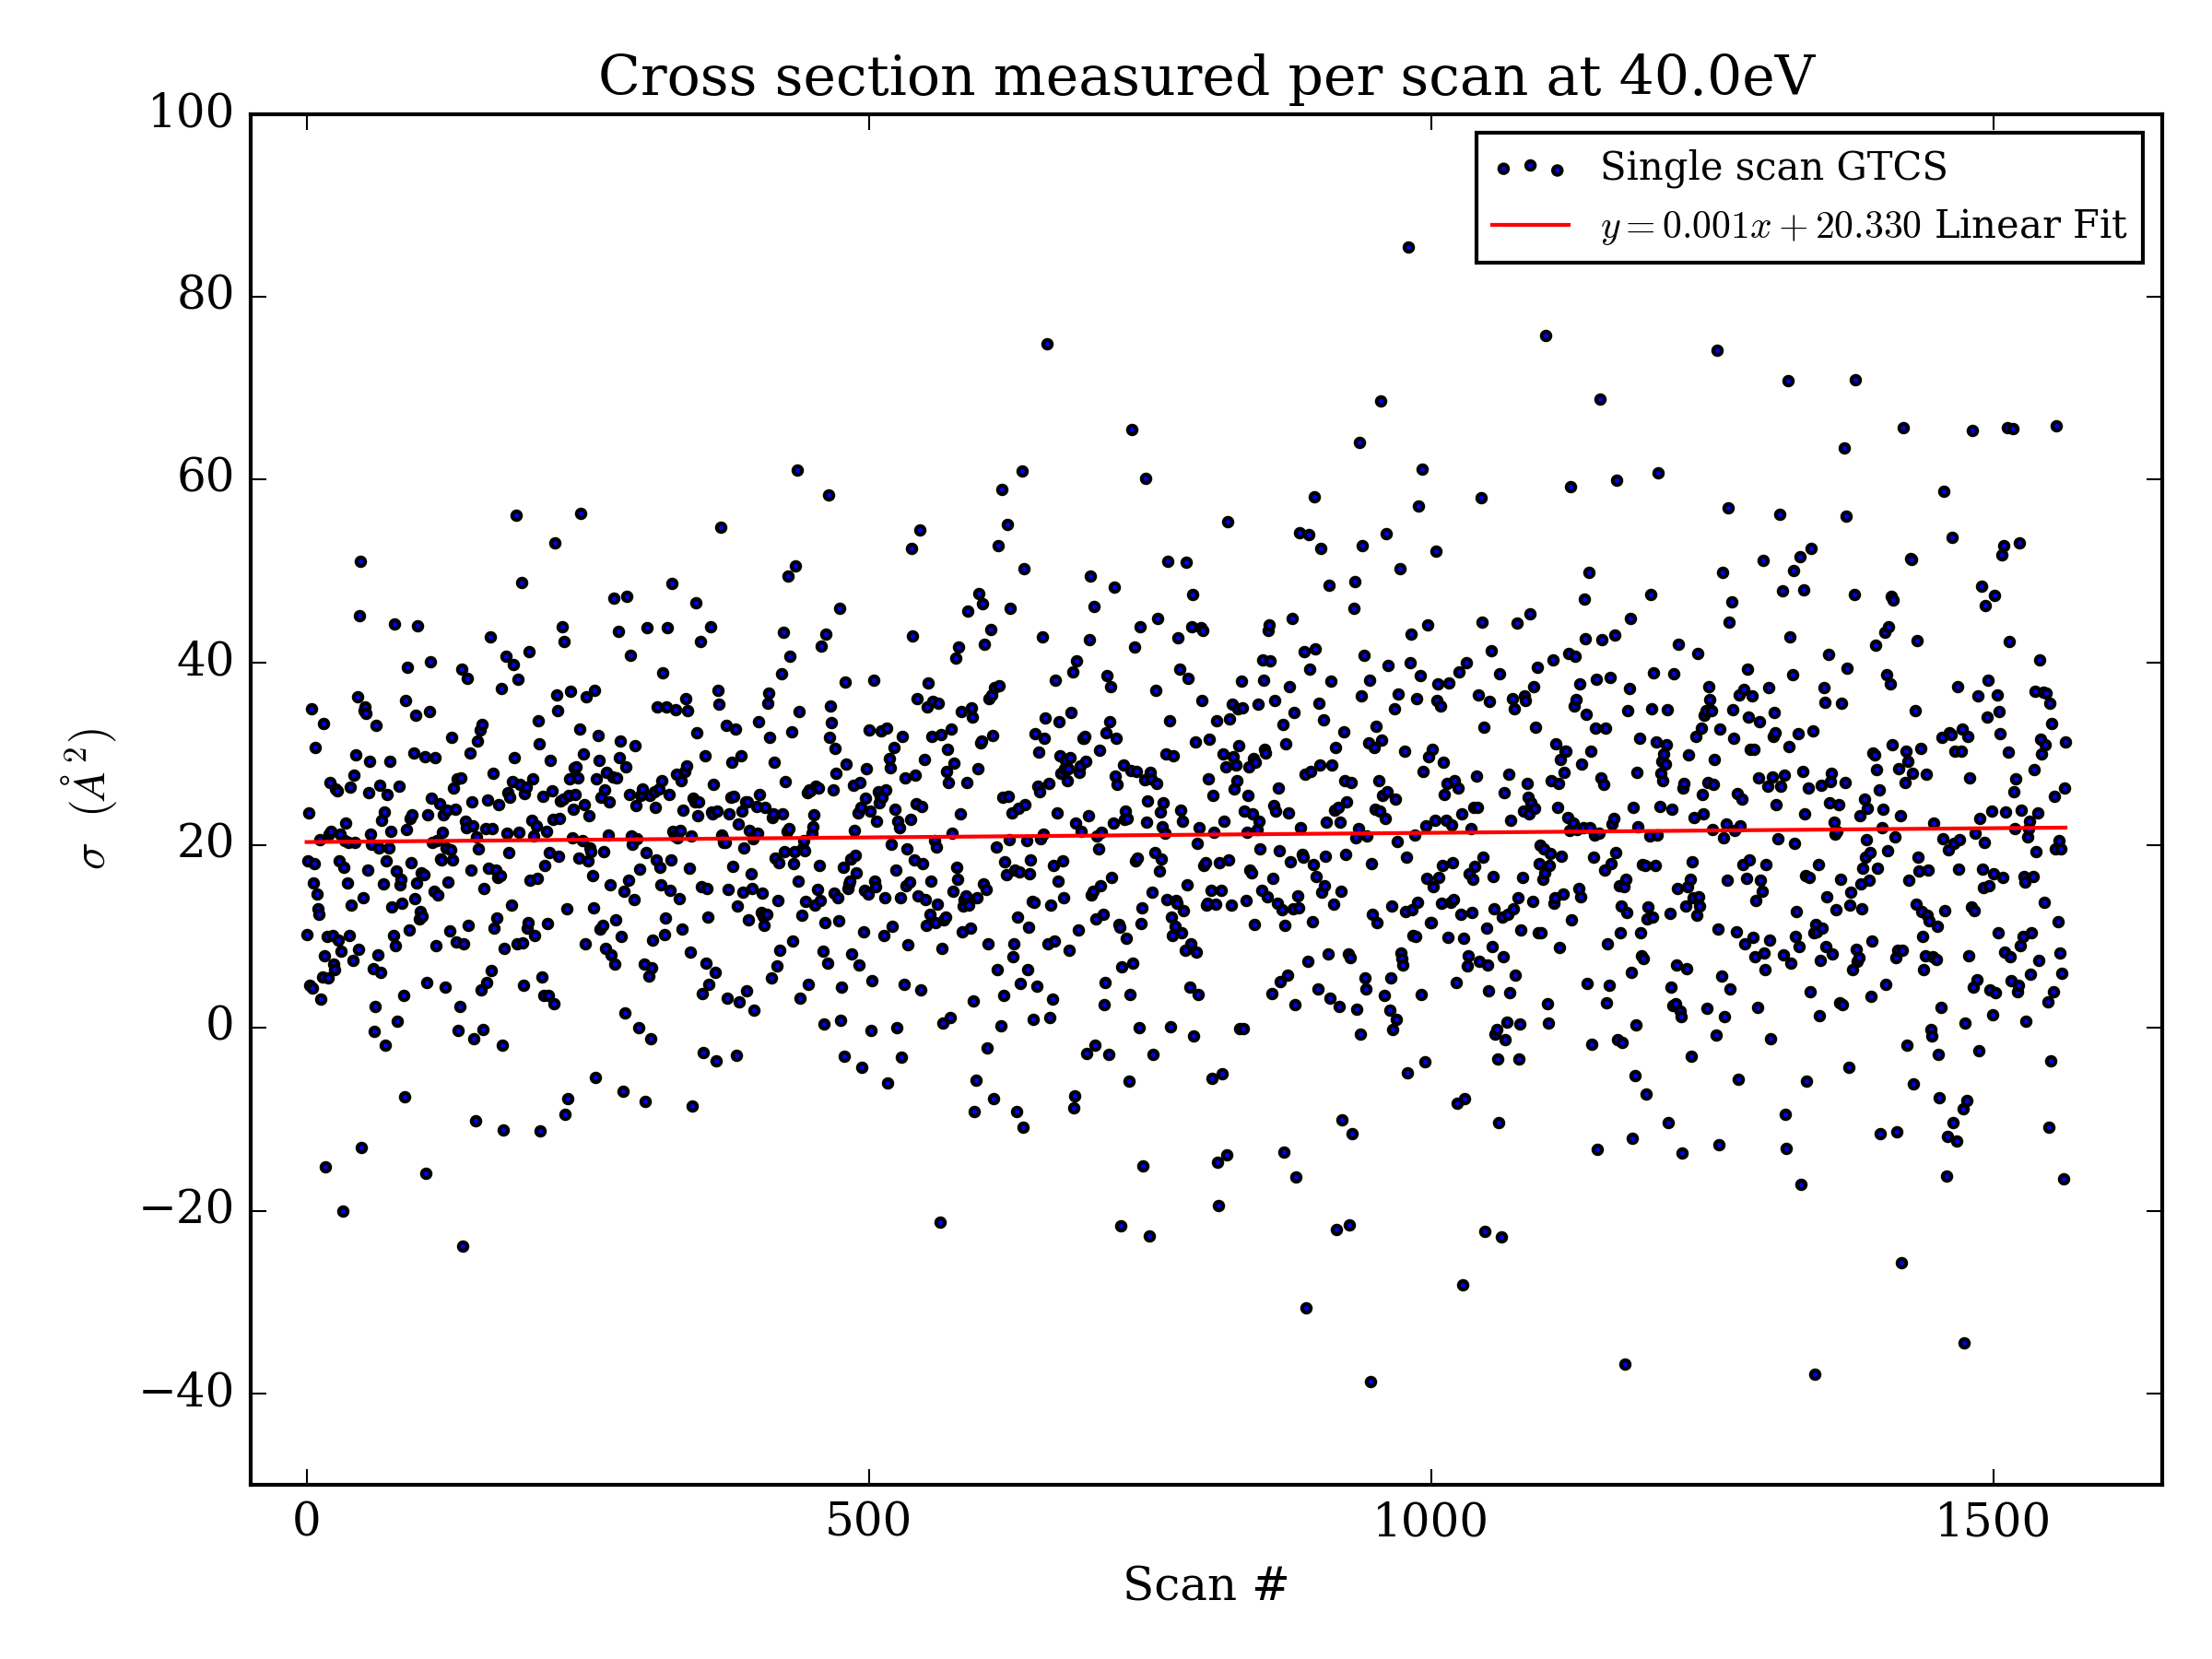 Cross section measured per scan at 40.0eV
100
80
60
40
20
0
−20
−40
σ (Å²)
Single scan GTCS
y = 0.001x + 20.330 Linear Fit
0 500 1000 1500
Scan #